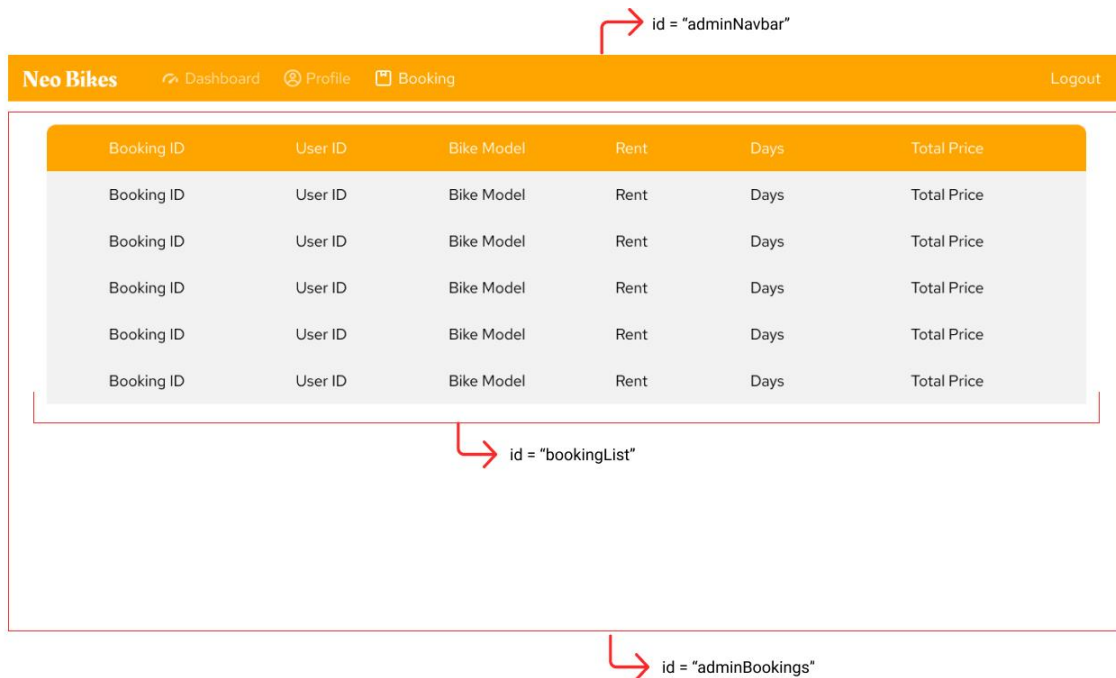 id = “adminNavbar”
Neo Bikes Dashboard Profile Booking Logout
Booking ID User ID Bike Model Rent Days Total Price
Booking ID User ID Bike Model Rent Days Total Price
Booking ID User ID Bike Model Rent Days Total Price
Booking ID User ID Bike Model Rent Days Total Price
Booking ID User ID Bike Model Rent Days Total Price
Booking ID User ID Bike Model Rent Days Total Price
id = “bookingList”
id = “adminBookings”